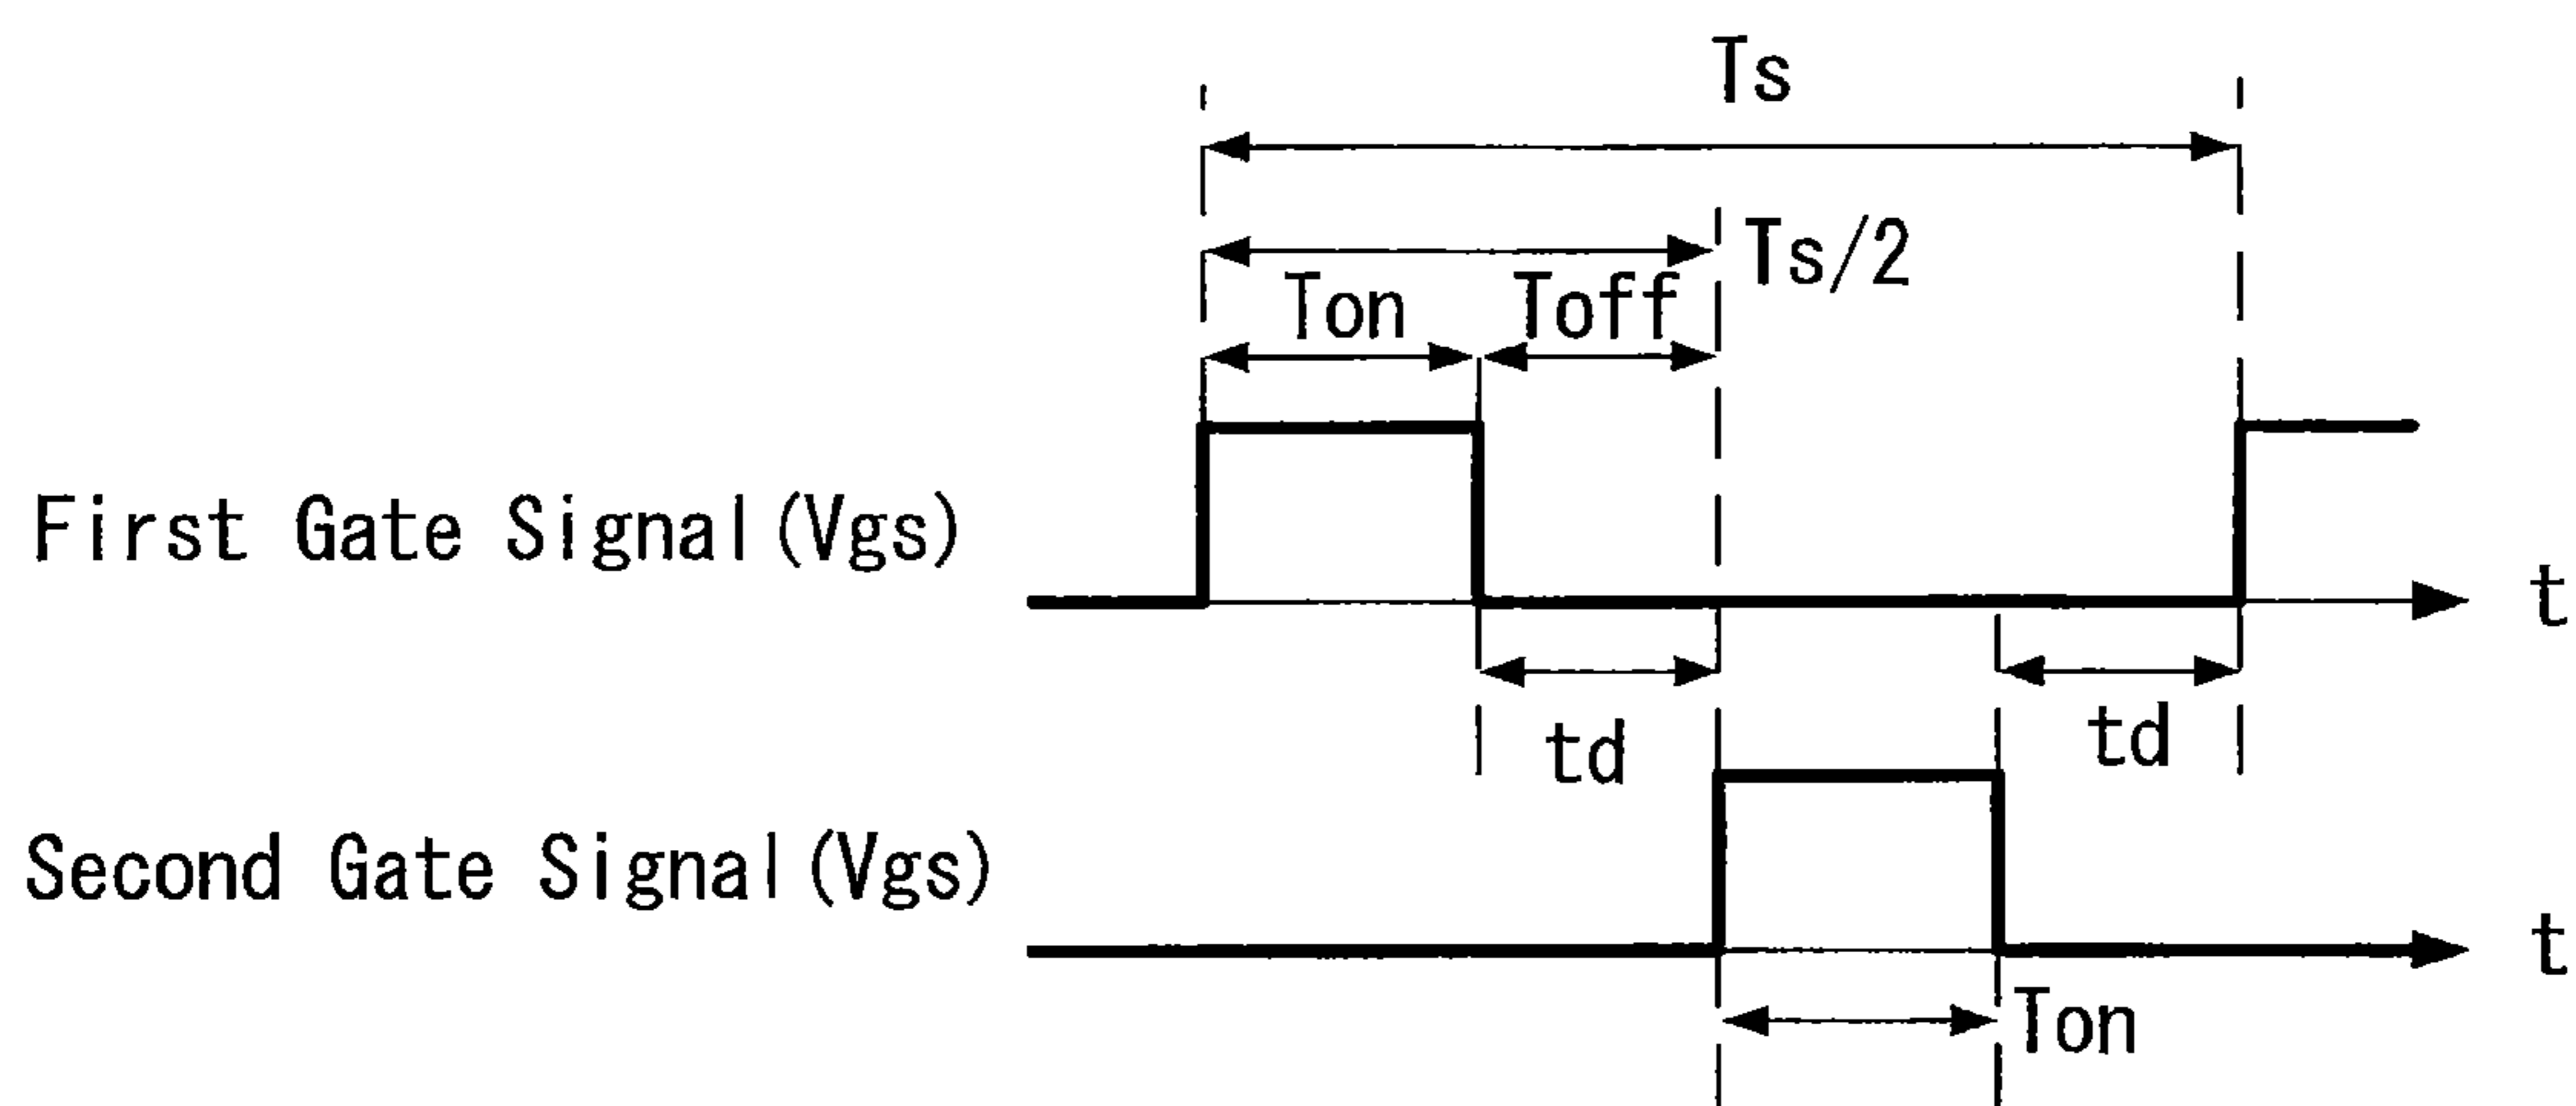 Ts
Ts/2
Ton Toff
First Gate Signal(Vgs)
t
td td
Second Gate Signal(Vgs)
t
Ton